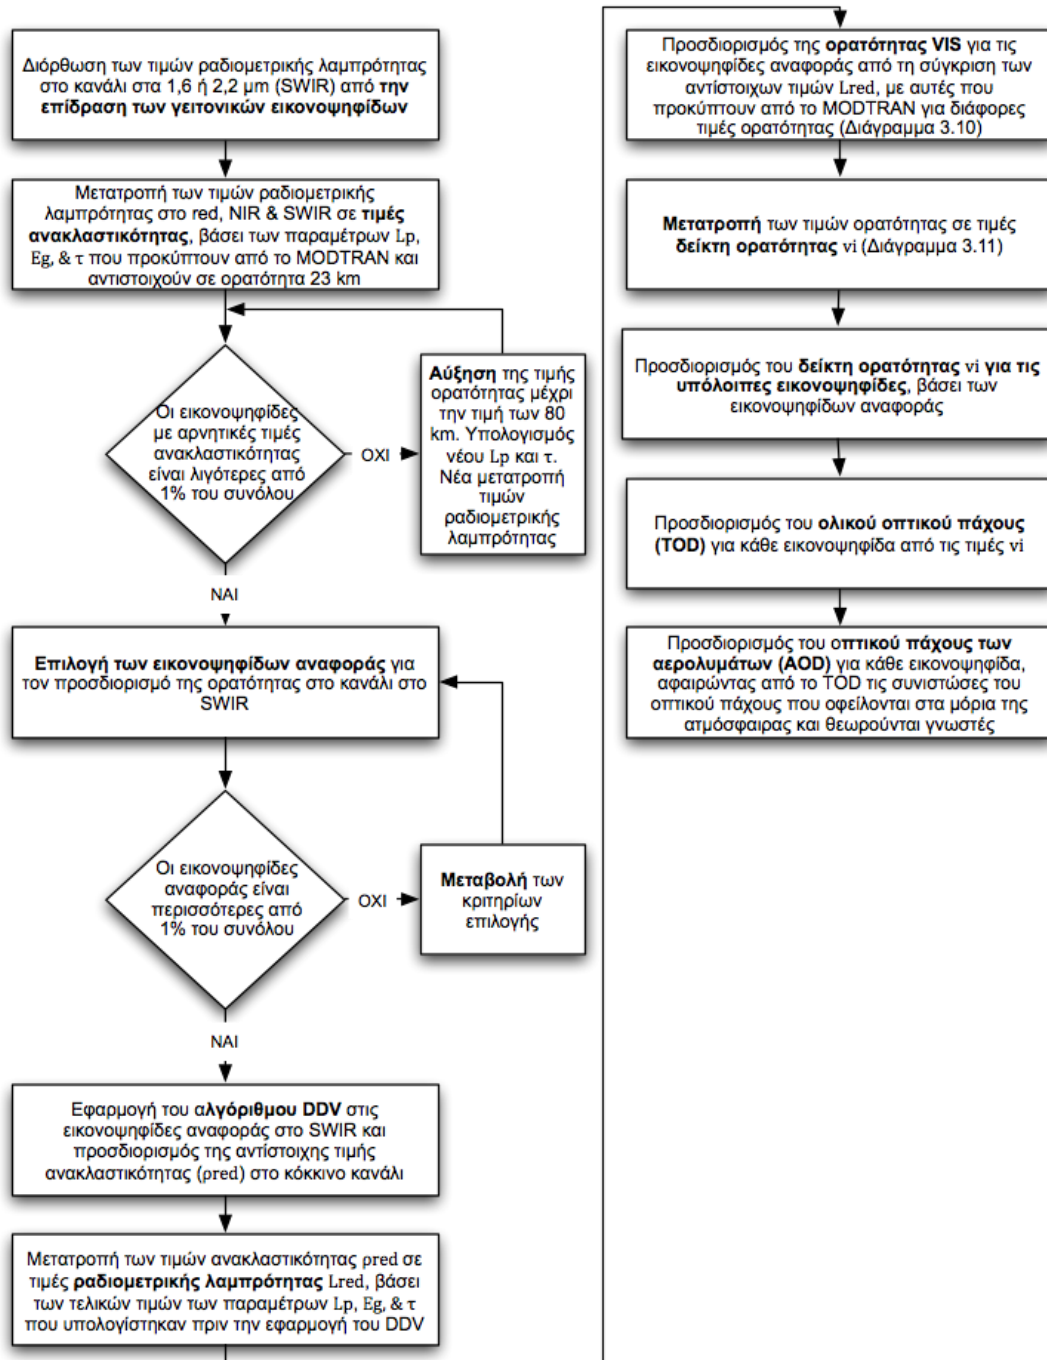 Διόρθωση των τιμών ραδιομετρικής λαμπρότητας
στο κανάλι στα 1,6 ή 2,2 μm (SWIR) από την
επίδραση των γειτονικών εικονοψηφίδων
Μετατροπή των τιμών ραδιομετρικής
λαμπρότητας στο red, NIR & SWIR σε τιμές
ανακλαστικότητας, βάσει των παραμέτρων Lp,
Eg, & τ που προκύπτουν από το MODTRAN και
αντιστοιχούν σε ορατότητα 23 km
Οι εικονοψηφίδες
με αρνητικές τιμές
ανακλαστικότητας
είναι λιγότερες από
1% του συνόλου
ΟΧΙ
Αύξηση της τιμής
ορατότητας μέχρι
την τιμή των 80
km. Υπολογισμός
νέου Lp και τ.
Νέα μετατροπή
τιμών
ραδιομετρικής
λαμπρότητας
ΝΑΙ
Επιλογή των εικονοψηφίδων αναφοράς για
τον προσδιορισμό της ορατότητας στο κανάλι στο
SWIR
Οι εικονοψηφίδες
αναφοράς είναι
περισσότερες από
1% του συνόλου
ΟΧΙ
Μεταβολή των
κριτηρίων
επιλογής
ΝΑΙ
Εφαρμογή του αλγόριθμου DDV στις
εικονοψηφίδες αναφοράς στο SWIR και
προσδιορισμός της αντίστοιχης τιμής
ανακλαστικότητας (ρred) στο κόκκινο κανάλι
Μετατροπή των τιμών ανακλαστικότητας ρred σε
τιμές ραδιομετρικής λαμπρότητας Lred, βάσει
των τελικών τιμών των παραμέτρων Lp, Eg, & τ
που υπολογίστηκαν πριν την εφαρμογή του DDV
Προσδιορισμός της ορατότητας VIS για τις
εικονοψηφίδες αναφοράς από τη σύγκριση των
αντίστοιχων τιμών Lred, με αυτές που
προκύπτουν από το MODTRAN για διάφορες
τιμές ορατότητας (Διάγραμμα 3.10)
Μετατροπή των τιμών ορατότητας σε τιμές
δείκτη ορατότητας vi (Διάγραμμα 3.11)
Προσδιορισμός του δείκτη ορατότητας vi για τις
υπόλοιπες εικονοψηφίδες, βάσει των
εικονοψηφίδων αναφοράς
Προσδιορισμός του ολικού οπτικού πάχους
(TOD) για κάθε εικονοψηφίδα από τις τιμές vi
Προσδιορισμός του οπτικού πάχους των
αερολυμάτων (AOD) για κάθε εικονοψηφίδα,
αφαιρώντας από το TOD τις συνιστώσες του
οπτικού πάχους που οφείλονται στα μόρια της
ατμόσφαιρας και θεωρούνται γνωστές